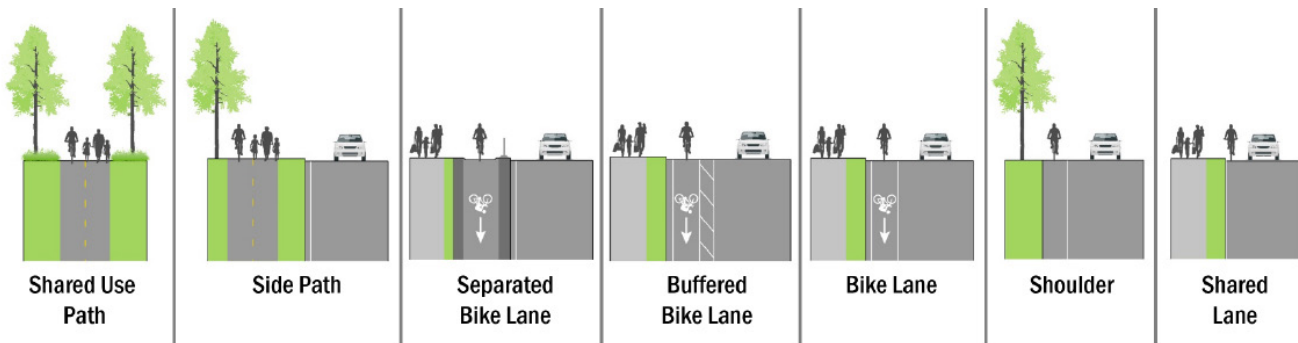 Shared Use
Path
Side Path
Separated
Bike Lane
Buffered
Bike Lane
Bike Lane
Shoulder
Shared
Lane